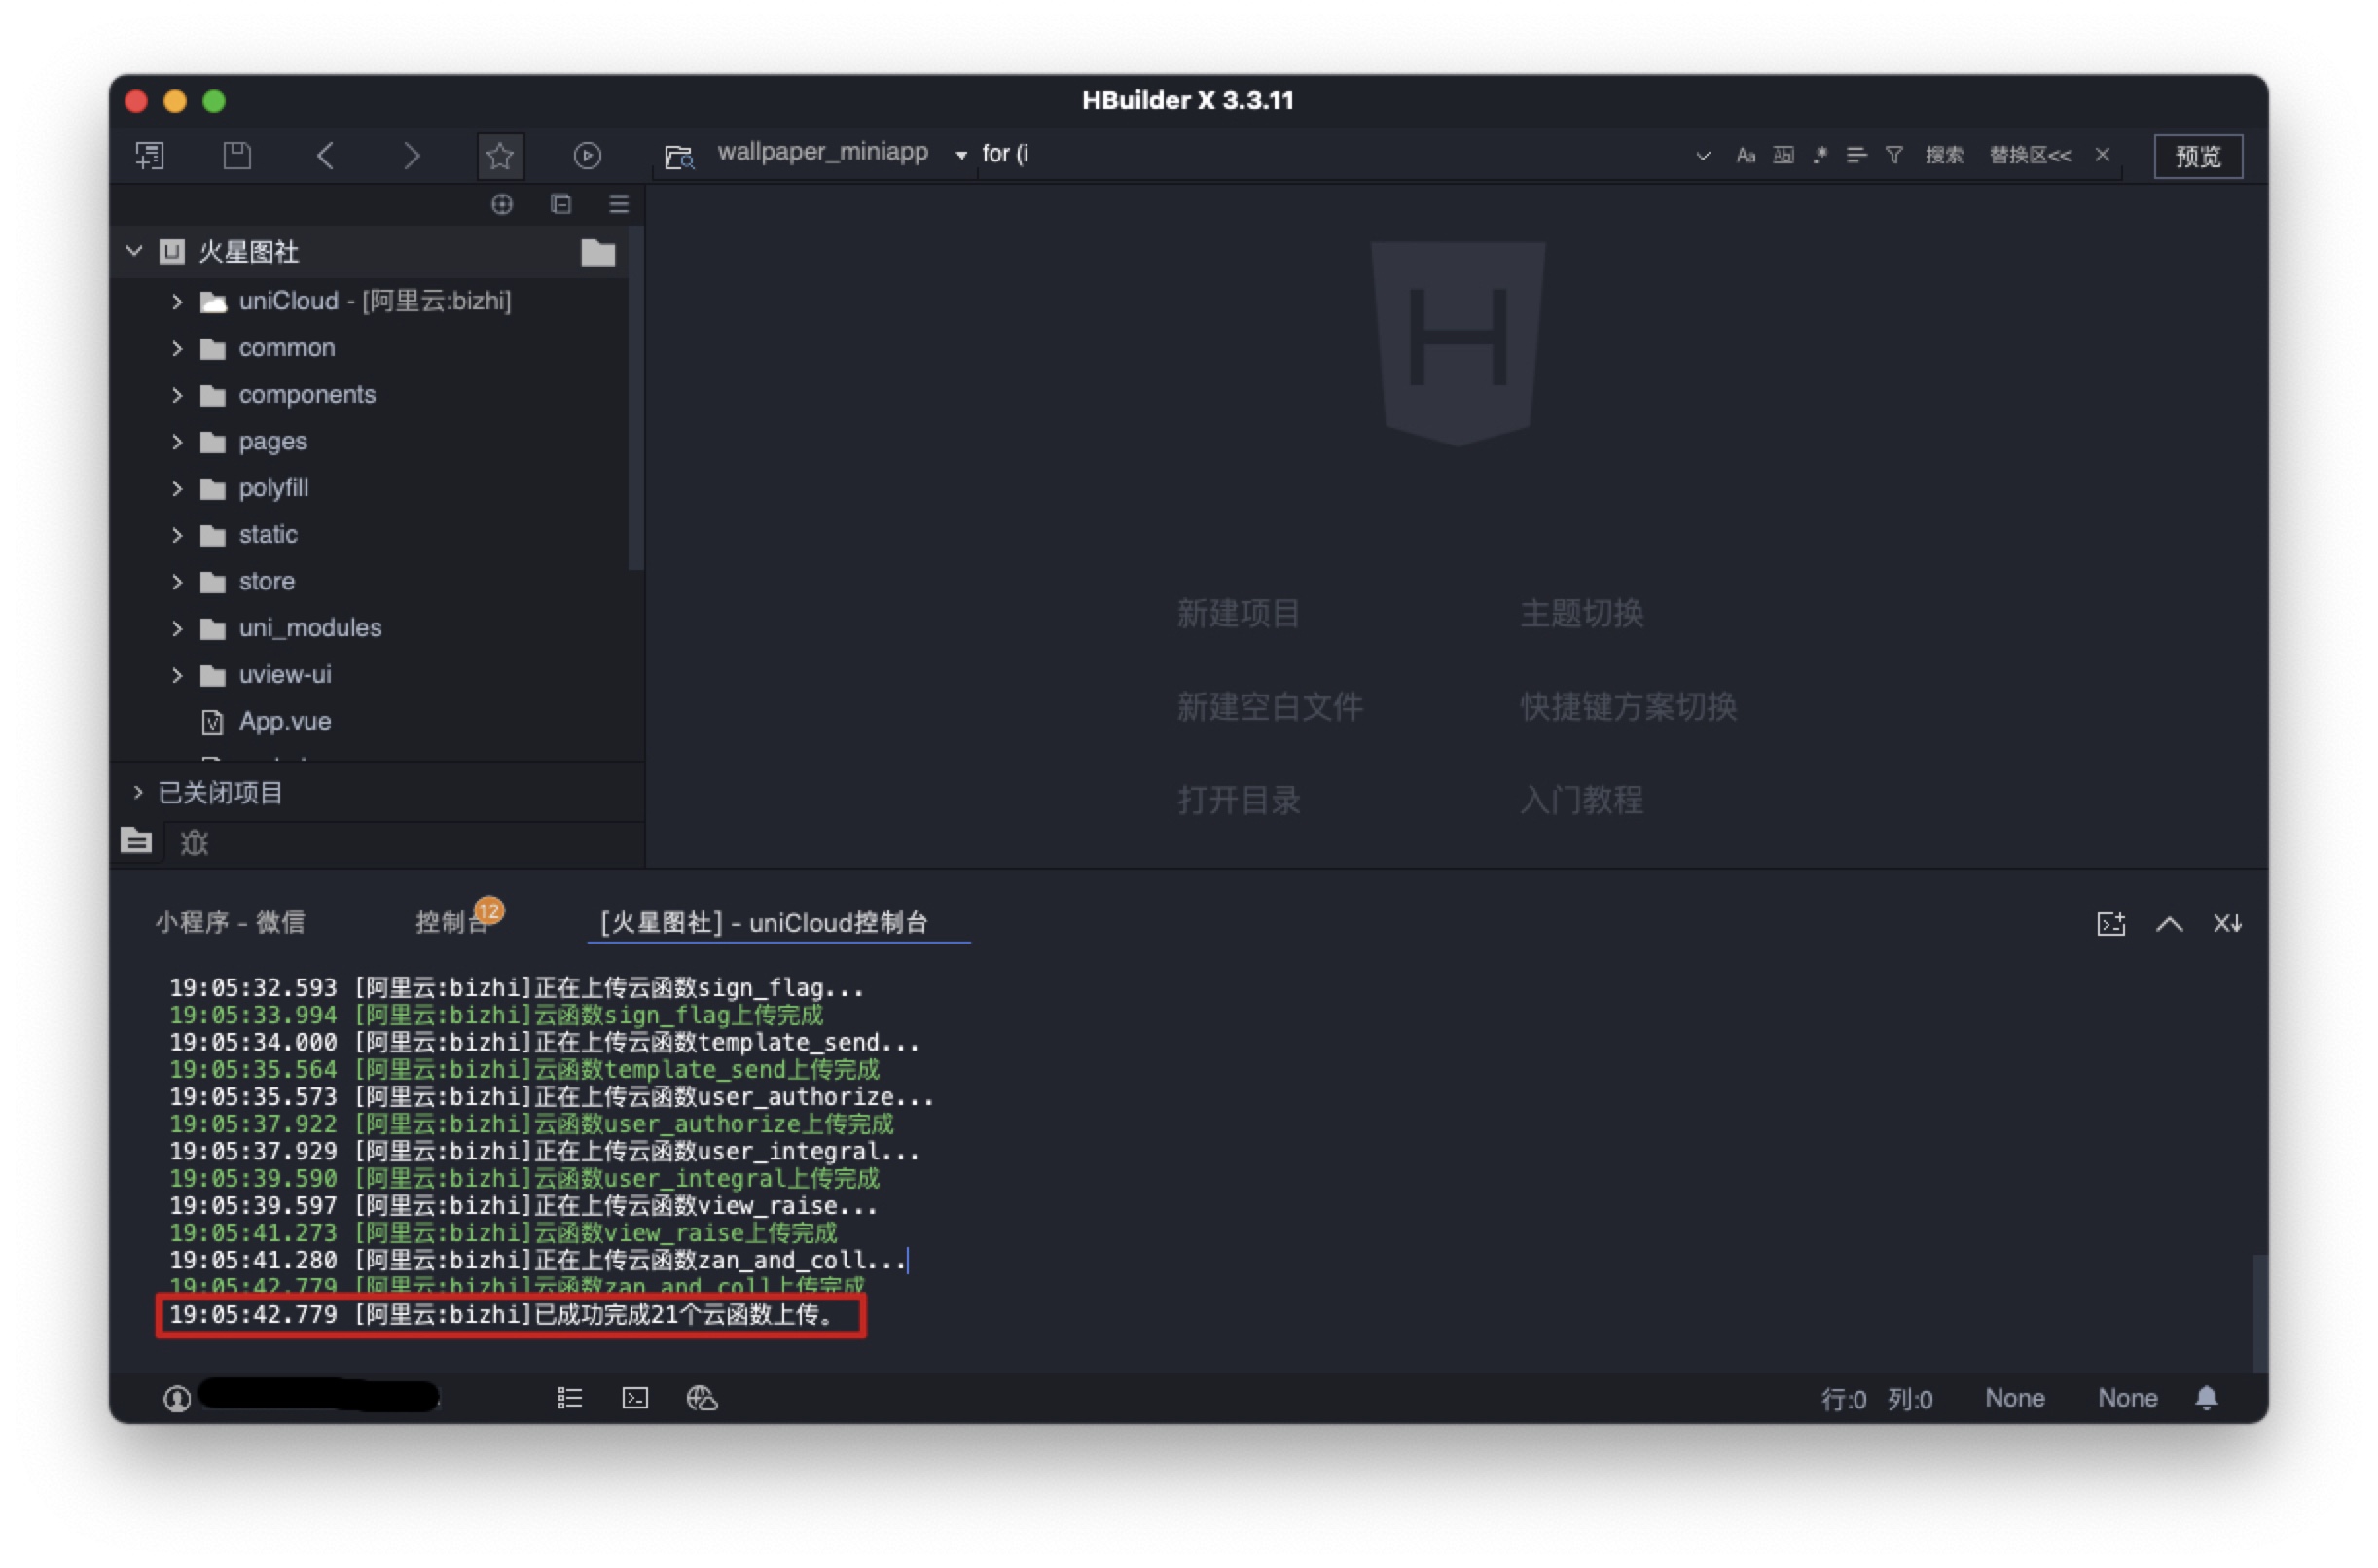 HBuilder X 3.3.11
wallpaper_miniapp
for (i
Aa
Ab
.*
搜索
替换区<<
预览
火星图社
uniCloud - [阿里云:bizhi]
common
components
pages
polyfill
static
store
uni_modules
uview-ui
App.vue
已关闭项目
新建项目
主题切换
新建空白文件
快捷键方案切换
打开目录
入门教程
小程序 - 微信
控制台
12
[火星图社] - uniCloud控制台
19:05:32.593 [阿里云:bizhi]正在上传云函数sign_flag...
19:05:33.994 [阿里云:bizhi]云函数sign_flag上传完成
19:05:34.000 [阿里云:bizhi]正在上传云函数template_send...
19:05:35.564 [阿里云:bizhi]云函数template_send上传完成
19:05:35.573 [阿里云:bizhi]正在上传云函数user_authorize...
19:05:37.922 [阿里云:bizhi]云函数user_authorize上传完成
19:05:37.929 [阿里云:bizhi]正在上传云函数user_integral...
19:05:39.590 [阿里云:bizhi]云函数user_integral上传完成
19:05:39.597 [阿里云:bizhi]正在上传云函数view_raise...
19:05:41.273 [阿里云:bizhi]云函数view_raise上传完成
19:05:41.280 [阿里云:bizhi]正在上传云函数zan_and_coll...
19:05:42.779 [阿里云:bizhi]云函数zan_and_coll上传完成
19:05:42.779 [阿里云:bizhi]已成功完成21个云函数上传。
行:0 列:0
None
None